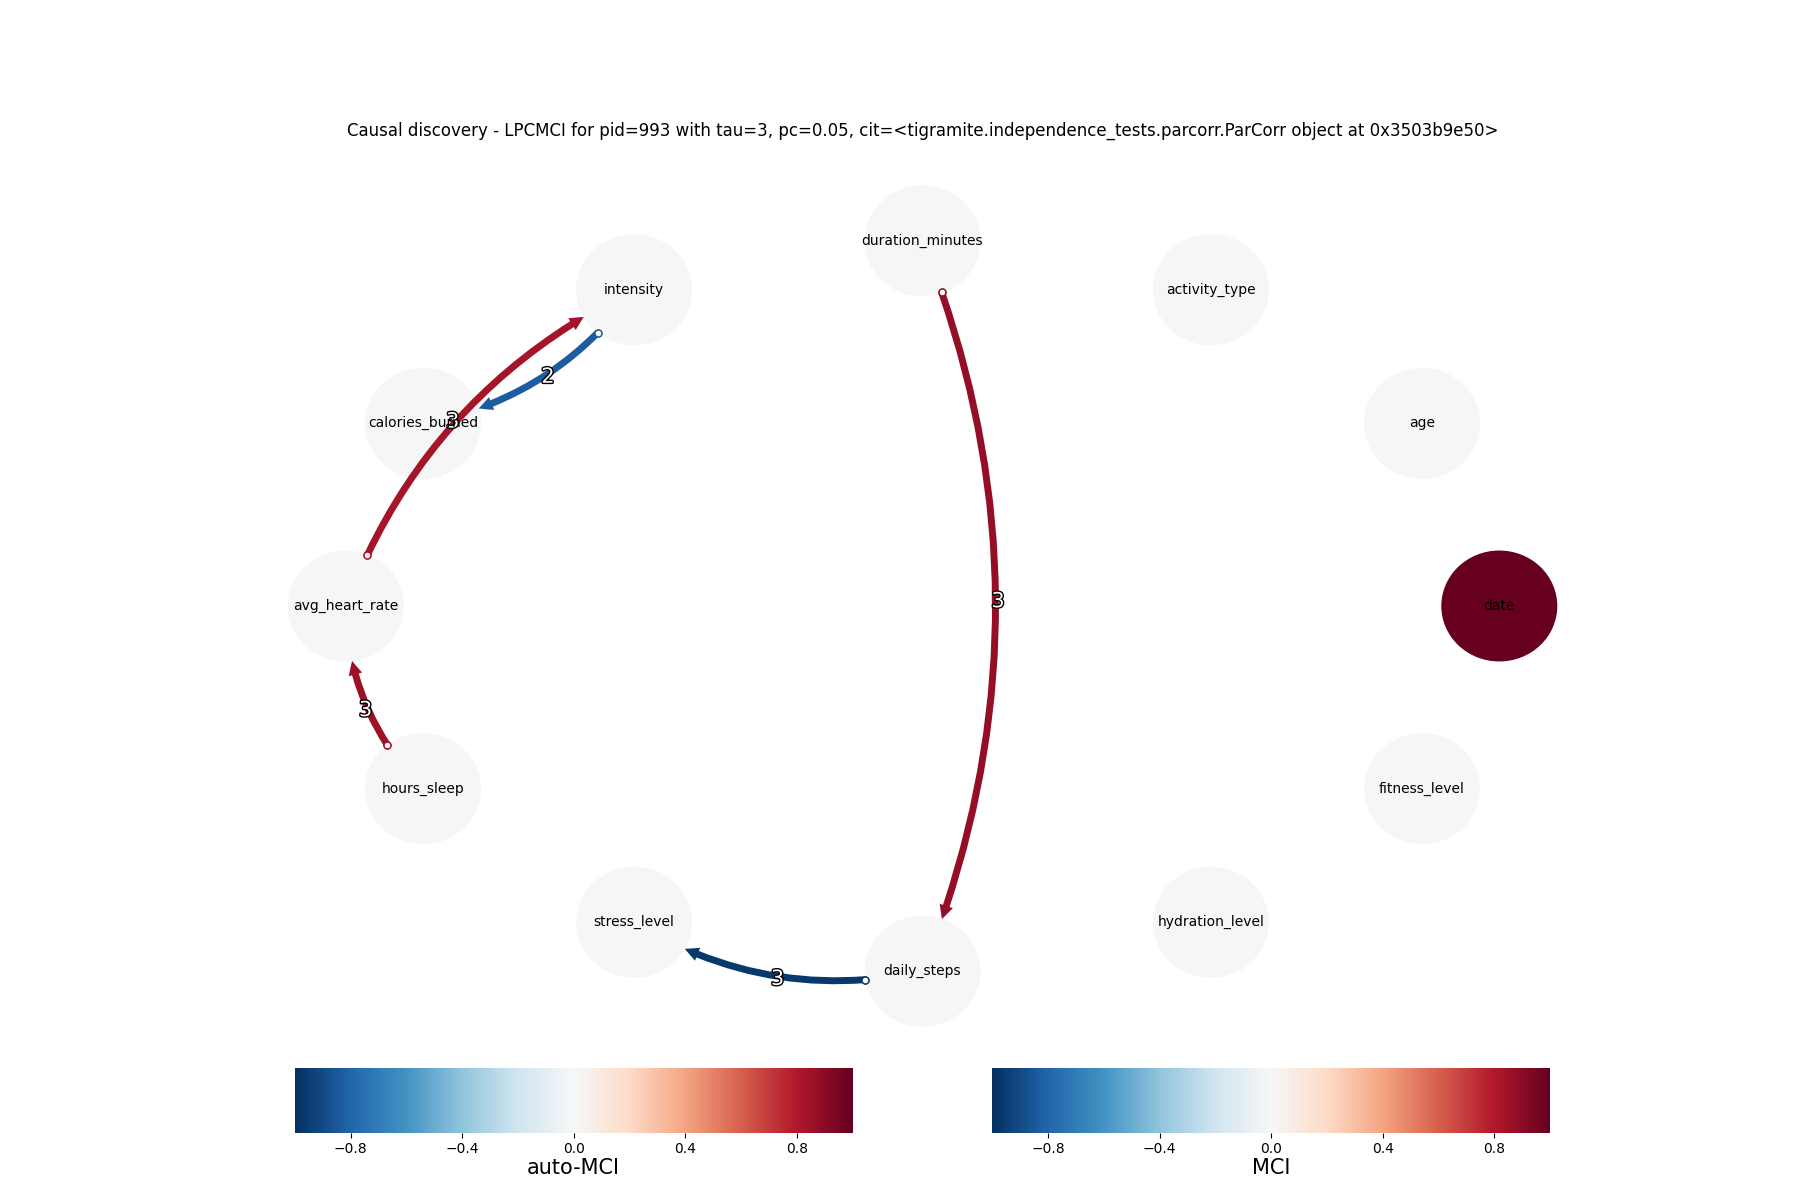 Causal discovery - LPCMCI for pid=993 with tau=3, pc=0.05, cit=<tigramite.independence_tests.parcorr.ParCorr object at 0x3503b9e50>
duration_minutes
intensity
activity_type
2
calories_burned
3
age
avg_heart_rate
3
date
3
hours_sleep
fitness_level
stress_level
hydration_level
3
daily_steps
−0.8 −0.4 0.0 0.4 0.8
auto-MCI
−0.8 −0.4 0.0 0.4 0.8
MCI